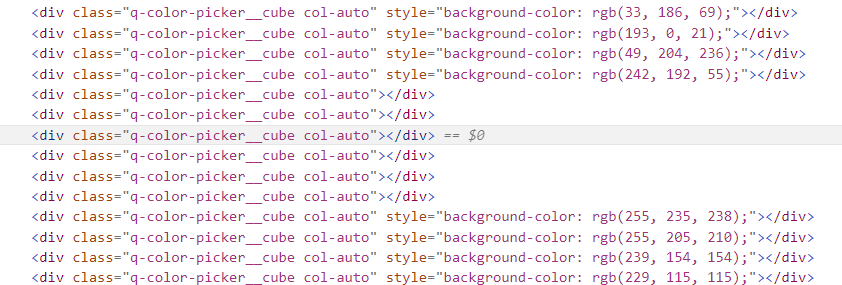 <div class="q-color-picker__cube col-auto" style="background-color: rgb(33, 186, 69);"></div>
<div class="q-color-picker__cube col-auto" style="background-color: rgb(193, 0, 21);"></div>
<div class="q-color-picker__cube col-auto" style="background-color: rgb(49, 204, 236);"></div>
<div class="q-color-picker__cube col-auto" style="background-color: rgb(242, 192, 55);"></div>
<div class="q-color-picker__cube col-auto"></div>
<div class="q-color-picker__cube col-auto"></div>
<div class="q-color-picker__cube col-auto"></div> == $0
<div class="q-color-picker__cube col-auto"></div>
<div class="q-color-picker__cube col-auto"></div>
<div class="q-color-picker__cube col-auto"></div>
<div class="q-color-picker__cube col-auto" style="background-color: rgb(255, 235, 238);"></div>
<div class="q-color-picker__cube col-auto" style="background-color: rgb(255, 205, 210);"></div>
<div class="q-color-picker__cube col-auto" style="background-color: rgb(239, 154, 154);"></div>
<div class="q-color-picker__cube col-auto" style="background-color: rgb(229, 115, 115);"></div>